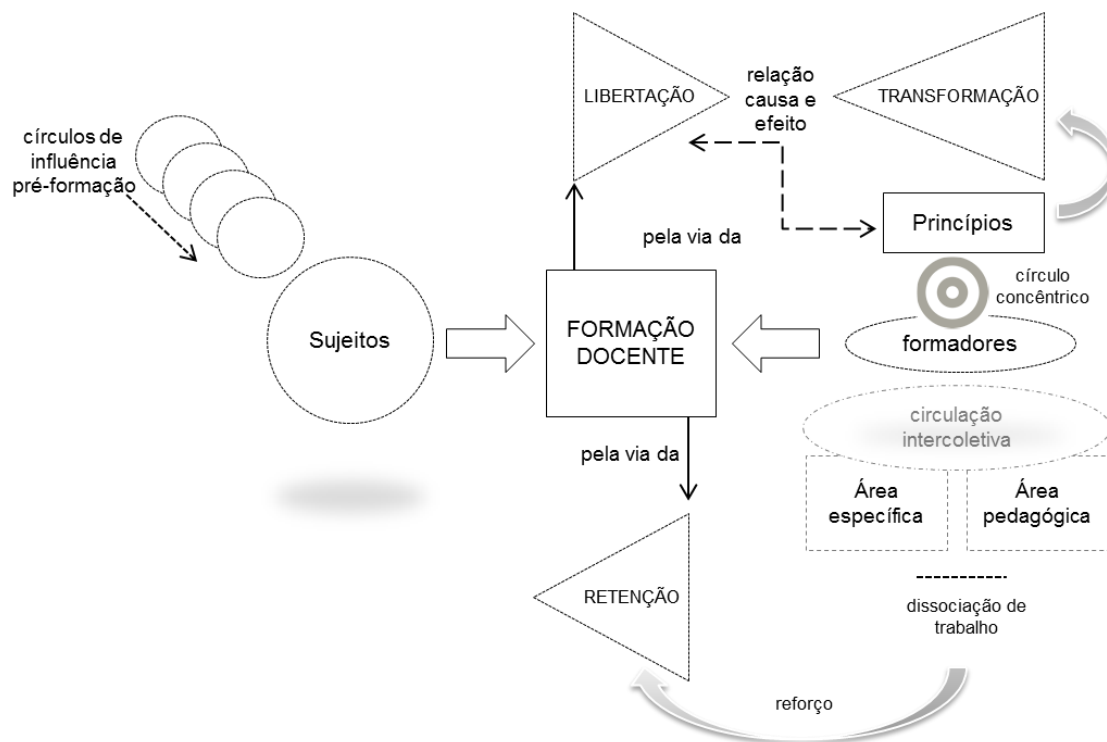 LIBERTAÇÃO
relação
causa e
efeito
TRANSFORMAÇÃO
círculos de
influência
pré-formação
pela via da
Princípios
círculo
concêntrico
Sujeitos
FORMAÇÃO
DOCENTE
formadores
circulação
intercoletiva
pela via da
Área
específica
Área
pedagógica
RETENÇÃO
dissociação de
trabalho
reforço